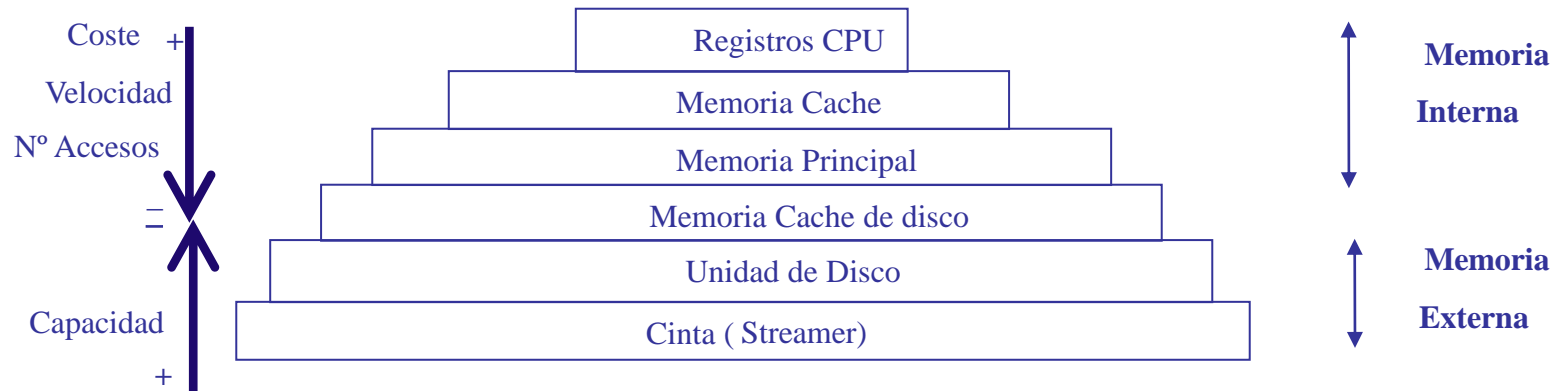 Coste +
Velocidad
Nº Accesos
–
–
Capacidad
+
Registros CPU
Memoria Cache
Memoria Principal
Memoria Cache de disco
Unidad de Disco
Cinta ( Streamer)
Memoria
Interna
Memoria
Externa